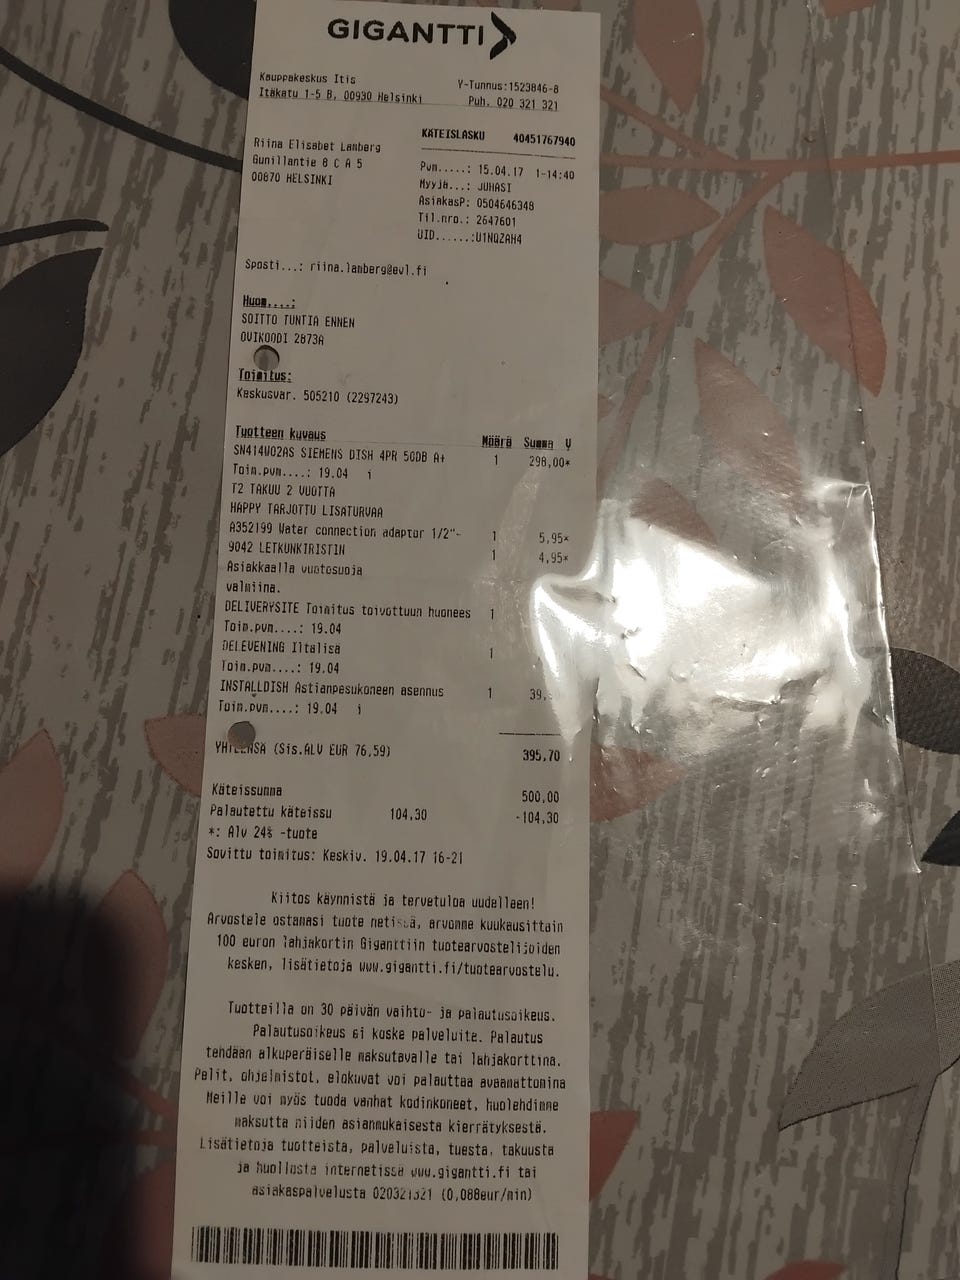 GIGANTTI
Kauppakeskus Itis
Itäkatu 1-5 B, 00930 Helsinki
Y-Tunnus:1523846-8
Puh. 020 321 321
KÄTEISLASKU 40451767940
Riina Elisabet Lamberg
Gunillantie 8 C A 5
00870 HELSINKI
Pvm.....: 15.04.17 1-14:40
Myyjä...: JUHASI
AsiakasP: 0504646348
Til.nro.: 2647601
UID......:U1NQZAH4
Sposti...: riina.lamberg@evl.fi
Huom,...:
SOITTO TUNTIA ENNEN
OVIKOODI 2873A
Toimitus:
Keskusvar. 505210 (2297243)
Tuotteen kuvaus Määrä Summa V
SN414W02AS SIEMENS DISH 4PR 50DB A+ 1 298,00*
Toim.pvm....: 19.04 i
T2 TAKUU 2 VUOTTA
HAPPY TARJOTTU LISATURVAA
A352199 Water connection adaptor 1/2"- 1 5,95*
9042 LETKUNKIRISTIN 1 4,95*
Asiakkaalla vuotosuoja
valmiina.
DELIVERYSITE Toimitus toivottuun huonees 1
Toim.pvm....: 19.04
DELEVENING Iltalisä 1
Toim.pvm....: 19.04
INSTALLDISH Astianpesukoneen asennus 1 39,
Toim.pvm....: 19.04 i
(Sis.ALV EUR 76,59) 395,70
Käteissumma 500,00
Palautettu käteissu 104,30 -104,30
*: Alv 24% -tuote
Sovittu toimitus: Keskiv. 19.04.17 16-21
Kiitos käynnistä ja tervetuloa uudelleen!
Arvostele ostamasi tuote netissä, arvomme kuukausittain
100 euron lahjakortin Giganttiin tuotearvostelijoiden
kesken, lisätietoja www.gigantti.fi/tuotearvostelu.
Tuotteilla on 30 päivän vaihto- ja palautusoikeus.
Palautusoikeus ei koske palveluita. Palautus
tehdään alkuperäiselle maksutavalle tai lahjakorttina.
Pelit, ohjelmistot, elokuvat voi palauttaa avaamattomina
Meille voi myös tuoda vanhat kodinkoneet, huolehdimme
maksutta niiden asianmukaisesta kierrätyksestä.
Lisätietoja tuotteista, palveluista, tuesta, takuusta
ja huollosta internetissä www.gigantti.fi tai
asiakaspalvelusta 020321321 (0,088eur/min)